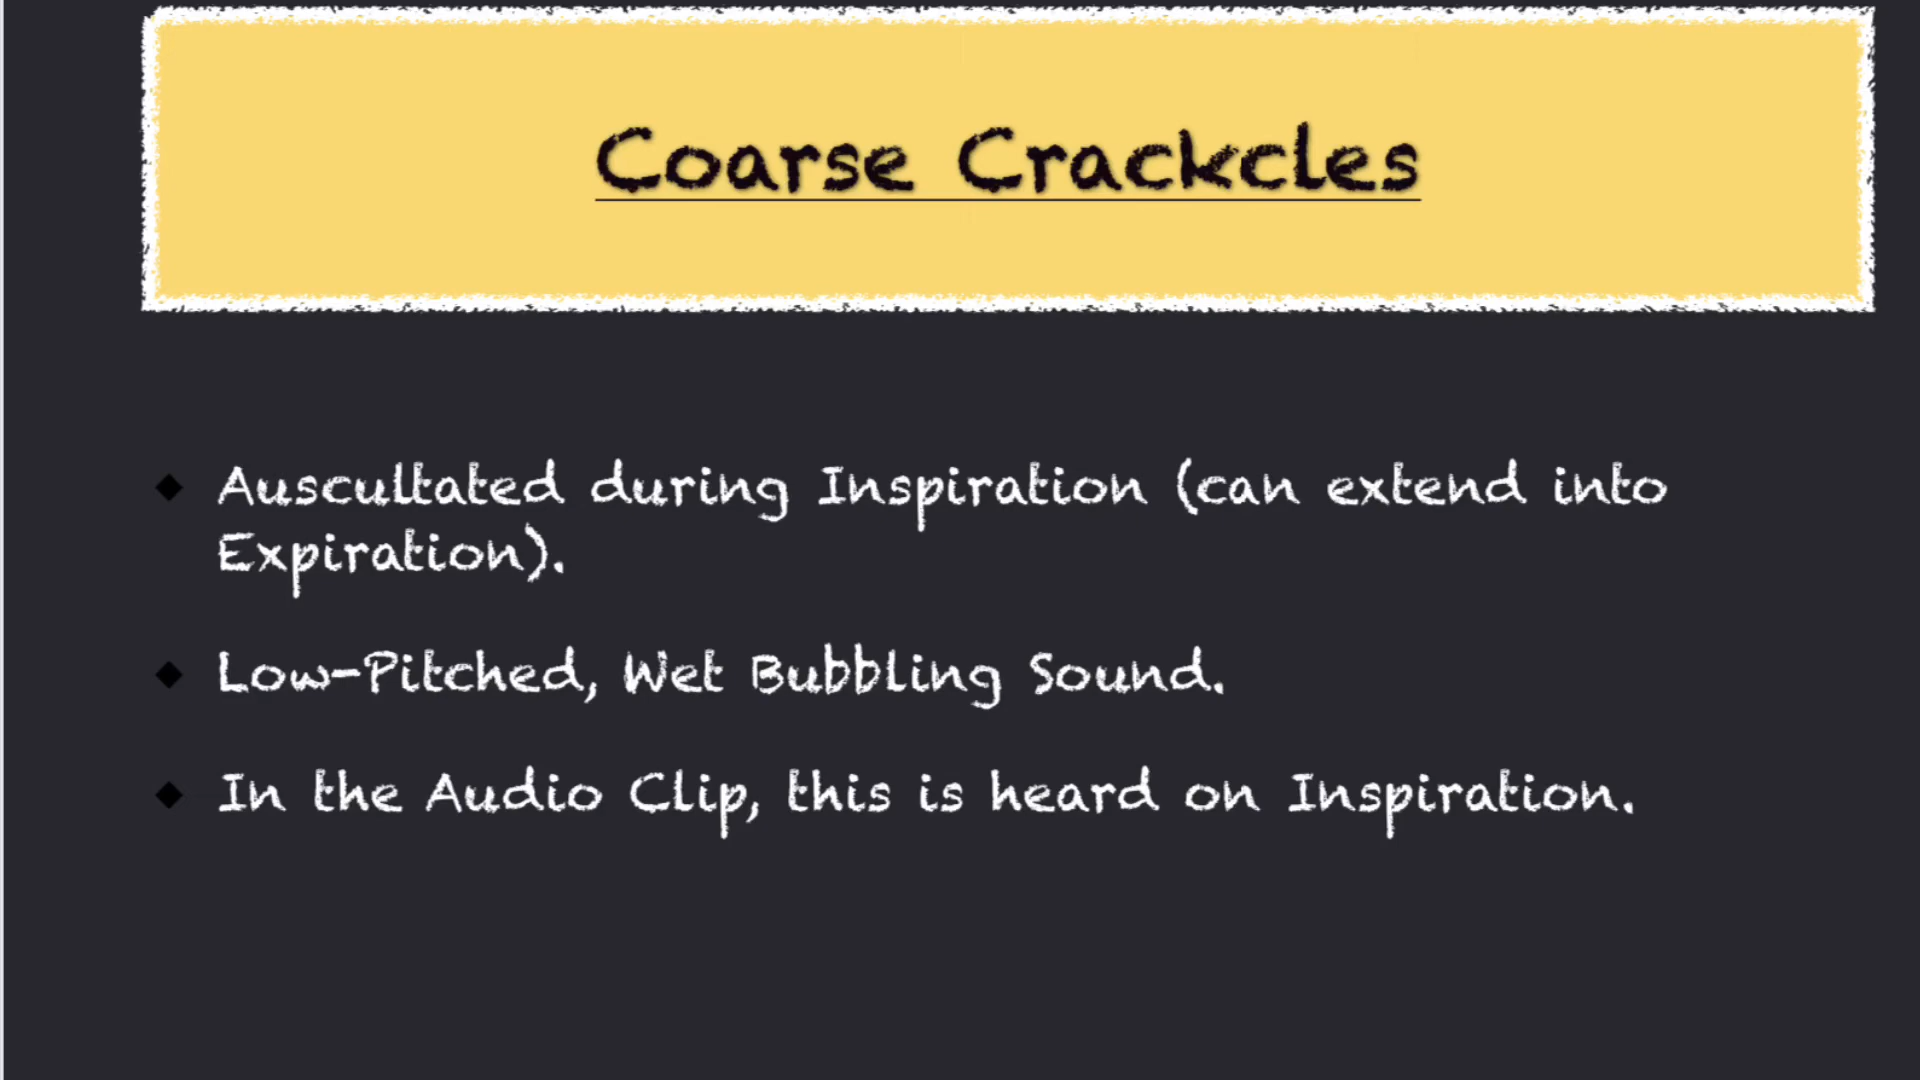 Coarse Crackcles
Auscultated during Inspiration (can extend into
Expiration).
Low-Pitched, Wet Bubbling Sound.
In the Audio Clip, this is heard on Inspiration.